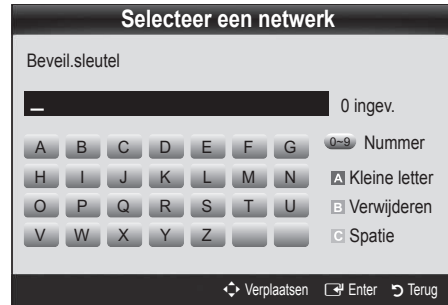 Selecteer een netwerk
Beveil.sleutel
_ 0 ingev.
A B C D E F G 0~9 Nummer
H I J K L M N A Kleine letter
O P Q R S T U B Verwijderen
V W X Y Z C Spatie
Verplaatsen Enter Terug